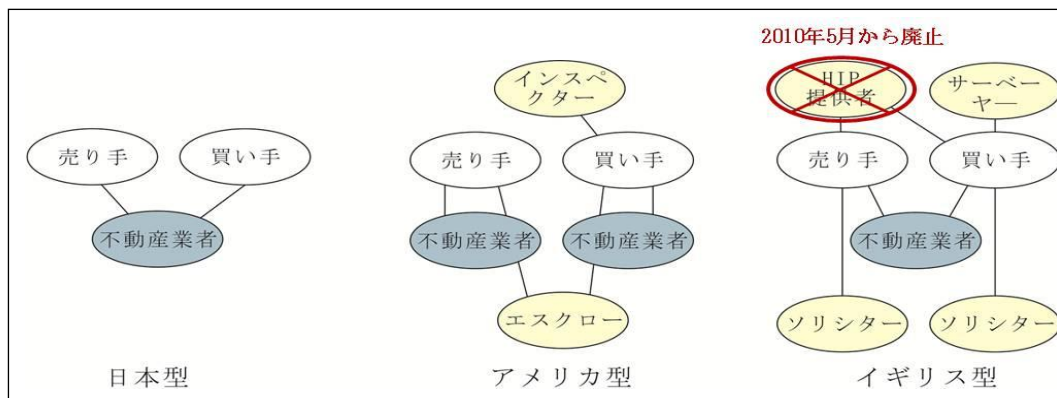 売り手
買い手
不動産業者
日本型
インスペ
クター
売り手
買い手
不動産業者
不動産業者
エスクロー
アメリカ型
2010年5月から廃止
HIP
提供者
サーベー
ヤ―
売り手
買い手
不動産業者
ソリシター
ソリシター
イギリス型